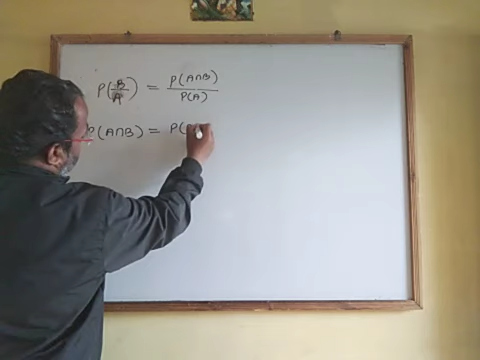 P(B/A) = P(A∩B)/P(A)
P(A∩B) = P(